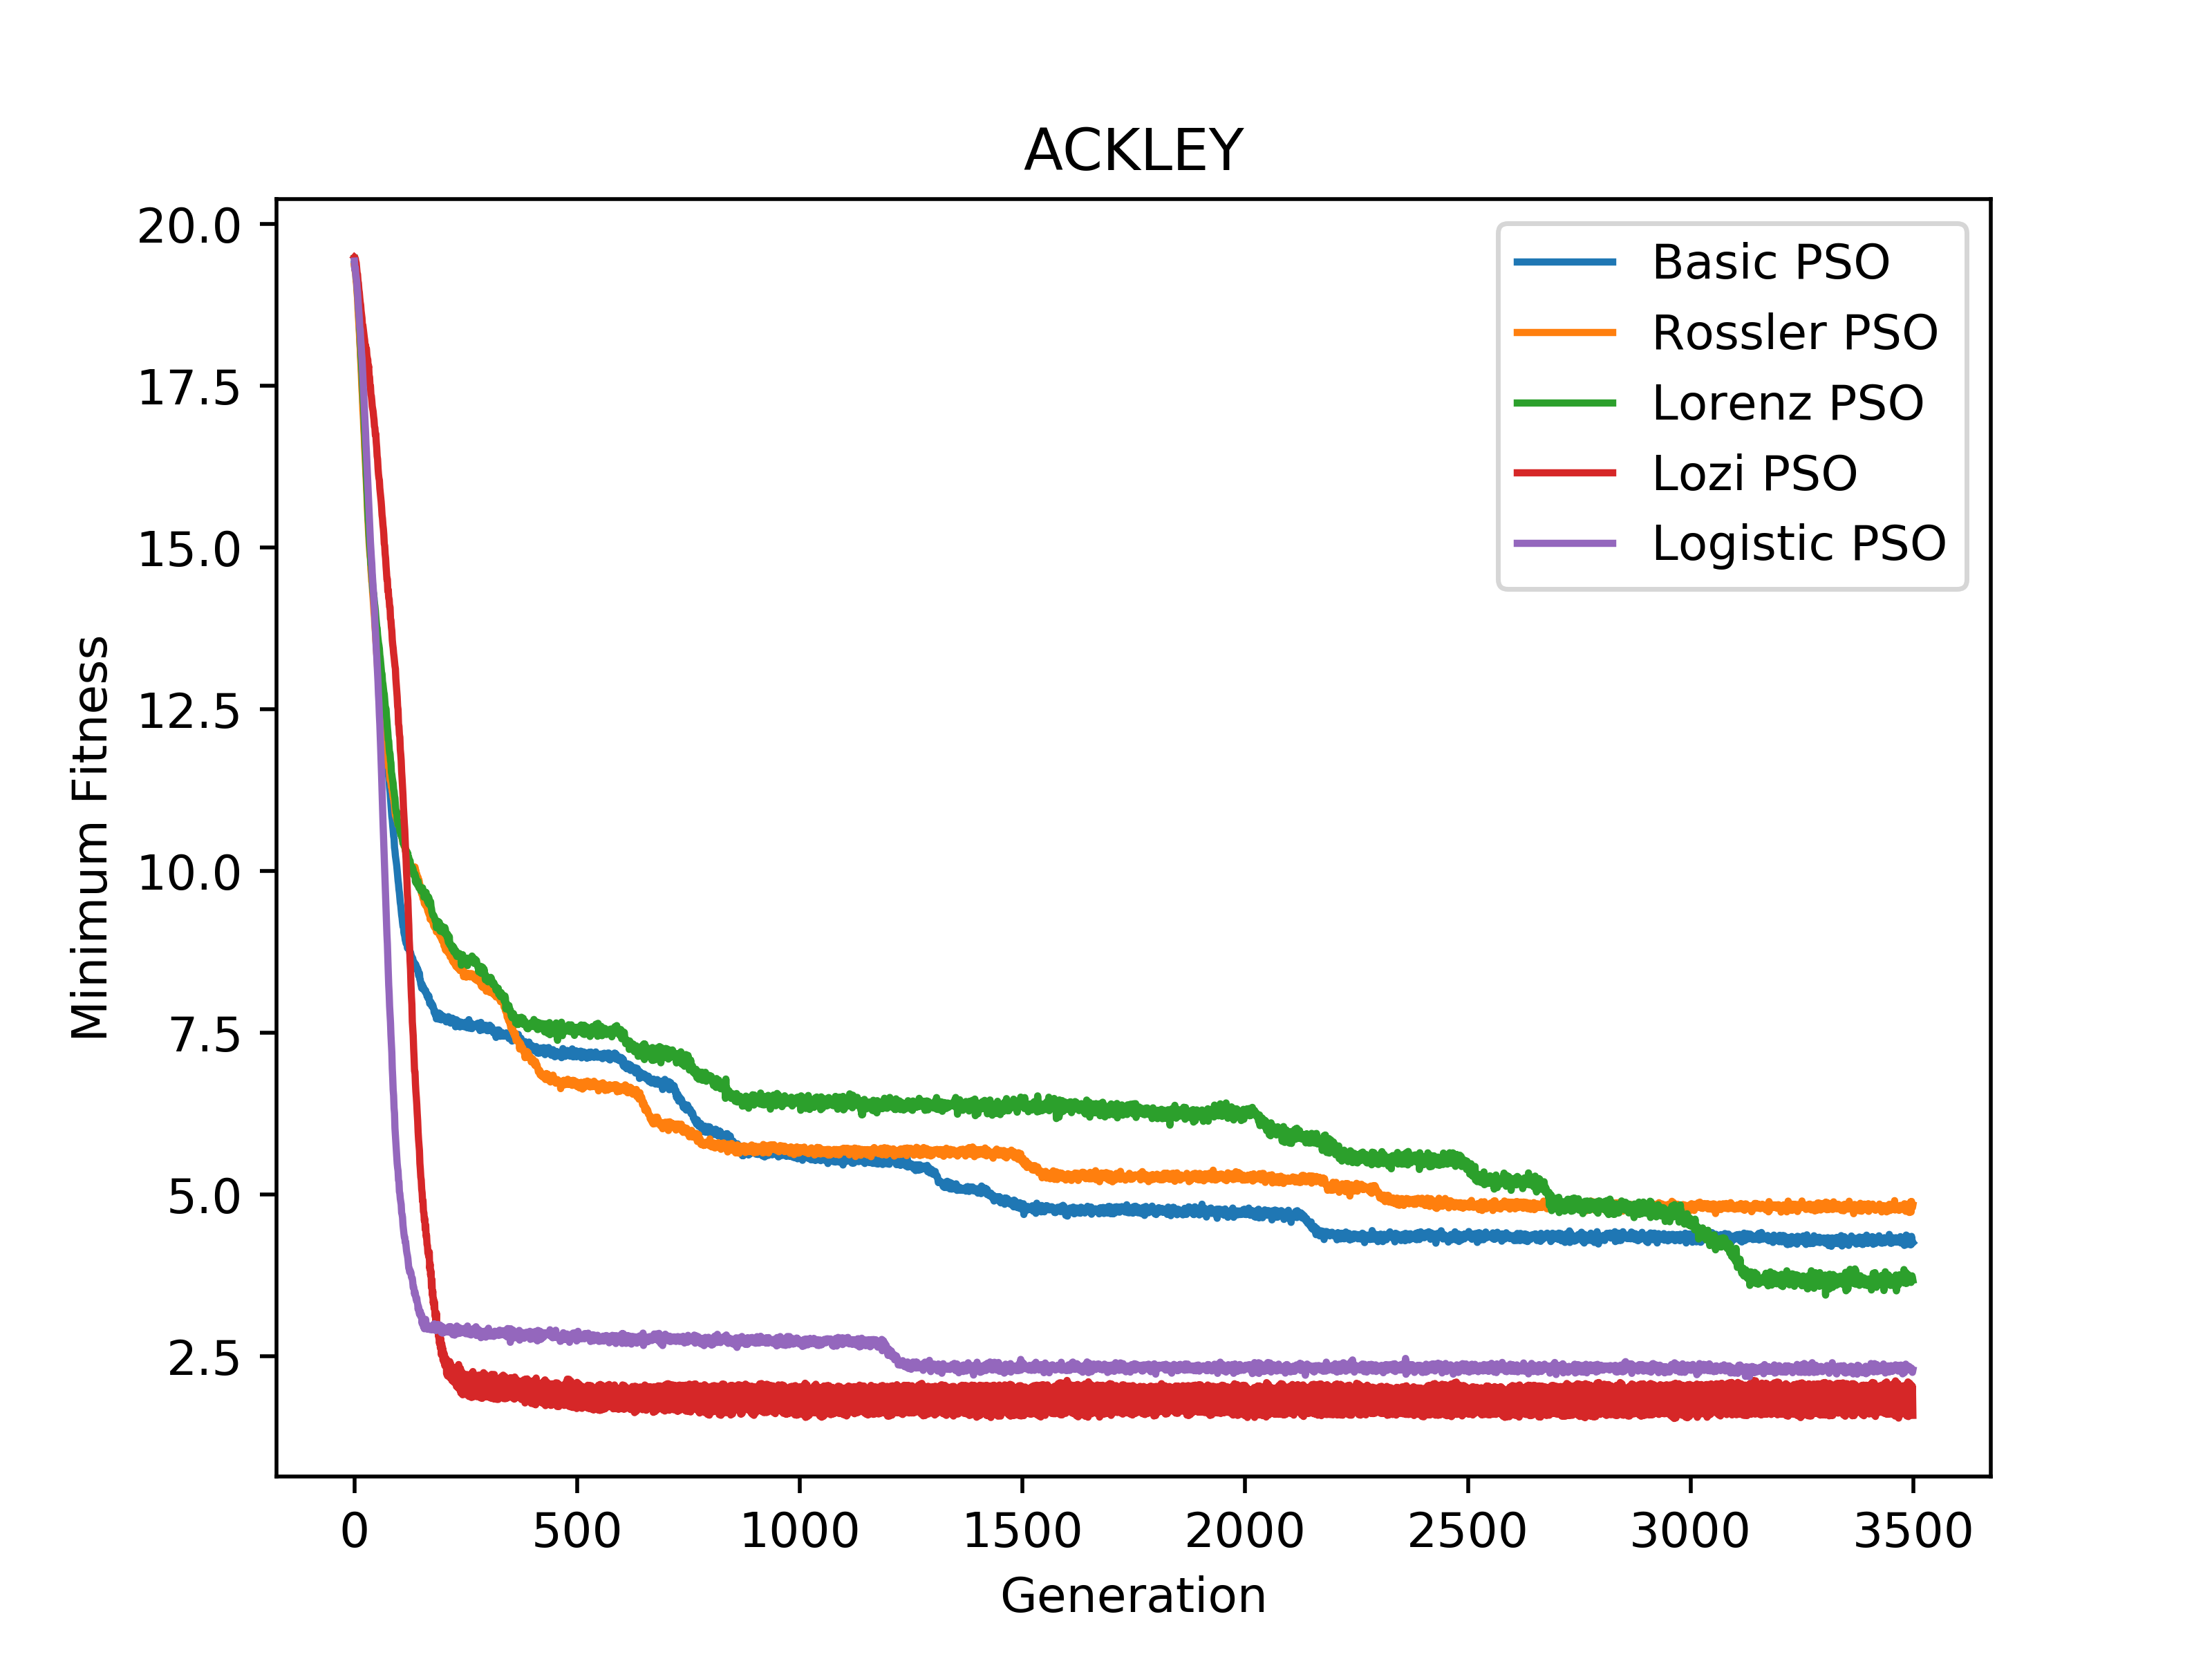 ACKLEY
20.0
17.5
15.0
12.5
10.0
7.5
5.0
2.5
Minimum Fitness
Basic PSO
Rossler PSO
Lorenz PSO
Lozi PSO
Logistic PSO
0 500 1000 1500 2000 2500 3000 3500
Generation